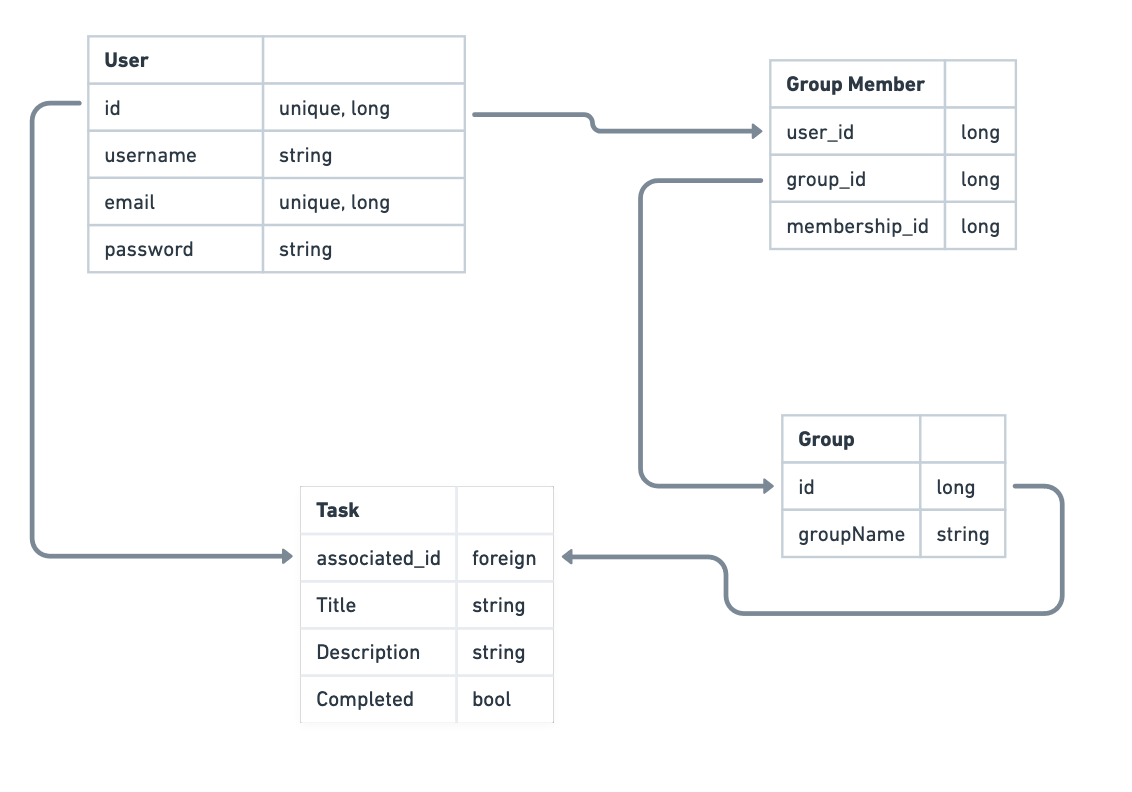 User
id unique, long
username string
email unique, long
password string
Group Member
user_id long
group_id long
membership_id long
Group
id long
groupName string
Task
associated_id foreign
Title string
Description string
Completed bool